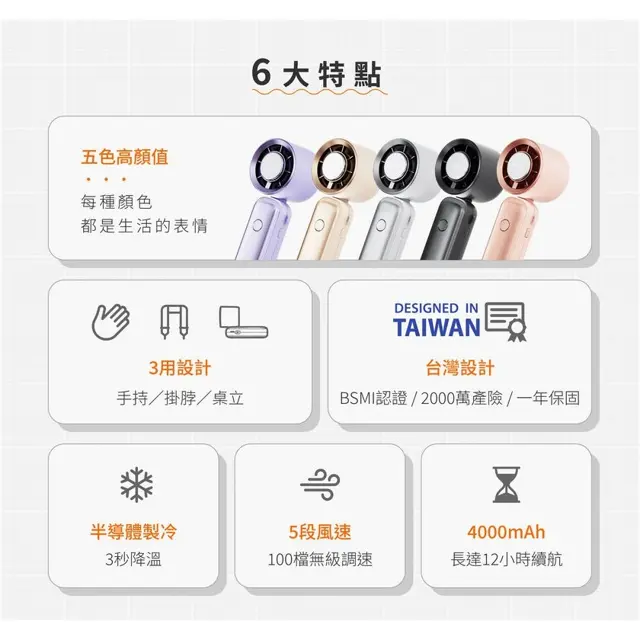 6大特點
五色高顏值
每種顏色
都是生活的表情
3用設計
手持／掛脖／桌立
DESIGNED IN
TAIWAN
台灣設計
BSMI認證 / 2000萬產險 / 一年保固
半導體製冷
3秒降溫
5段風速
100檔無級調速
4000mAh
長達12小時續航